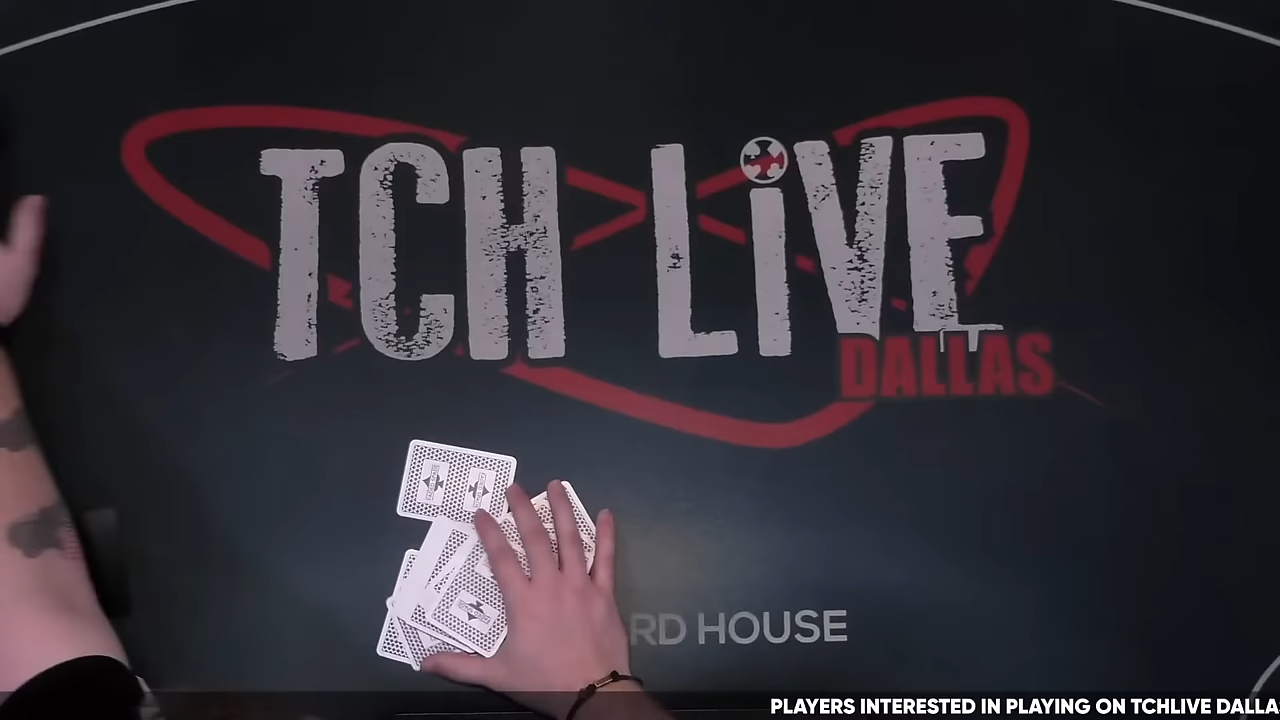 TCH LiVE
DALLAS
RD HOUSE
PLAYERS INTERESTED IN PLAYING ON TCHLIVE DALLA